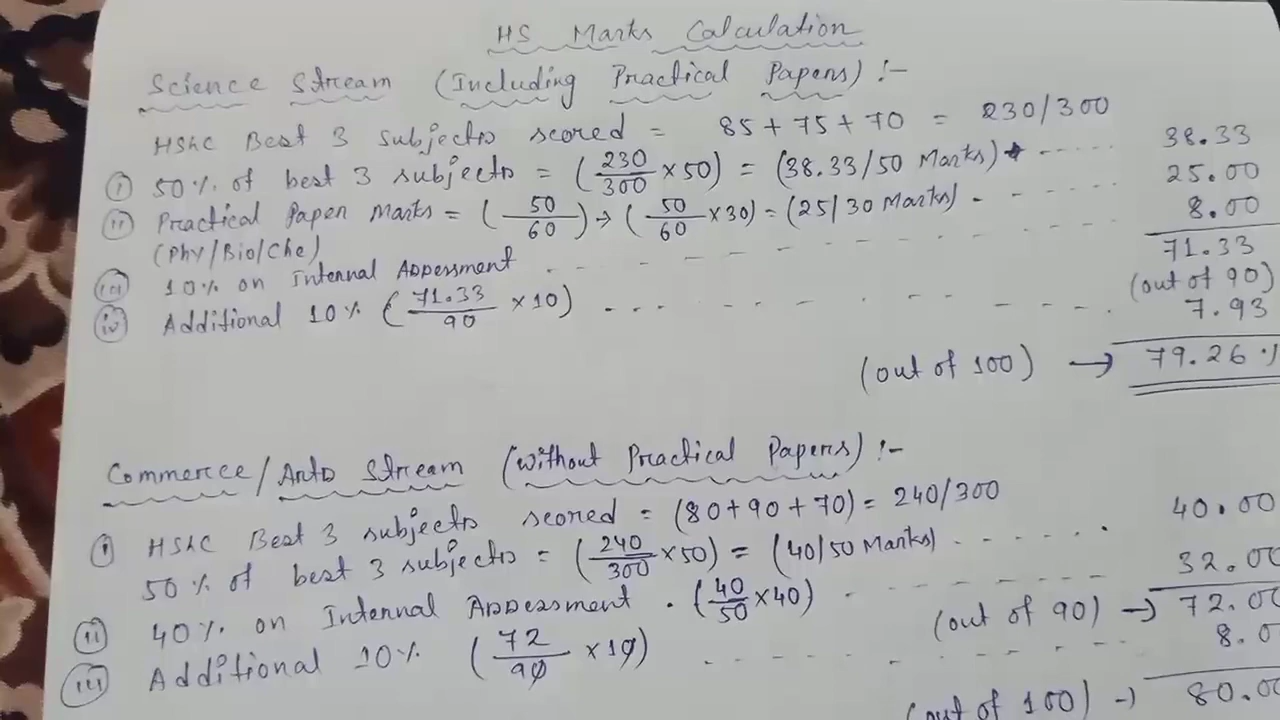 HS Marks Calculation
Science Stream (Including Practical Papers) :-
HSLC Best 3 subjects scored = 85 + 75 + 70 = 230/300
(i) 50% of best 3 subjects = (230/300 × 50) = (38.33/50 Marks) ----- 38.33
(ii) Practical Paper Marks = (50/60) → (50/60 × 30) = (25/30 Marks) - ----- 25.00
(Phy/Bio/Che)
(iii) 10% on Internal Assessment . - - - - - - - - - - 8.00
71.33
(out of 90)
(iv) Additional 10% (71.33/90 × 10) ... - - - - - - - - . 7.93
(out of 100) → 79.26 %
Commerce/Arts Stream (Without Practical Papers) :-
(i) HSLC Best 3 subjects scored = (80+90+70) = 240/300
50% of best 3 subjects = (240/300 × 50) = (40/50 Marks) ------ . 40.00
(ii) 40% on Internal Assessment . (40/50 × 40) . - - - - - - - 32.00
(out of 90) → 72.00
(iii) Additional 10% (72/90 × 10) - - - - - - - - - - 8.0
(out of 100) → 80.00